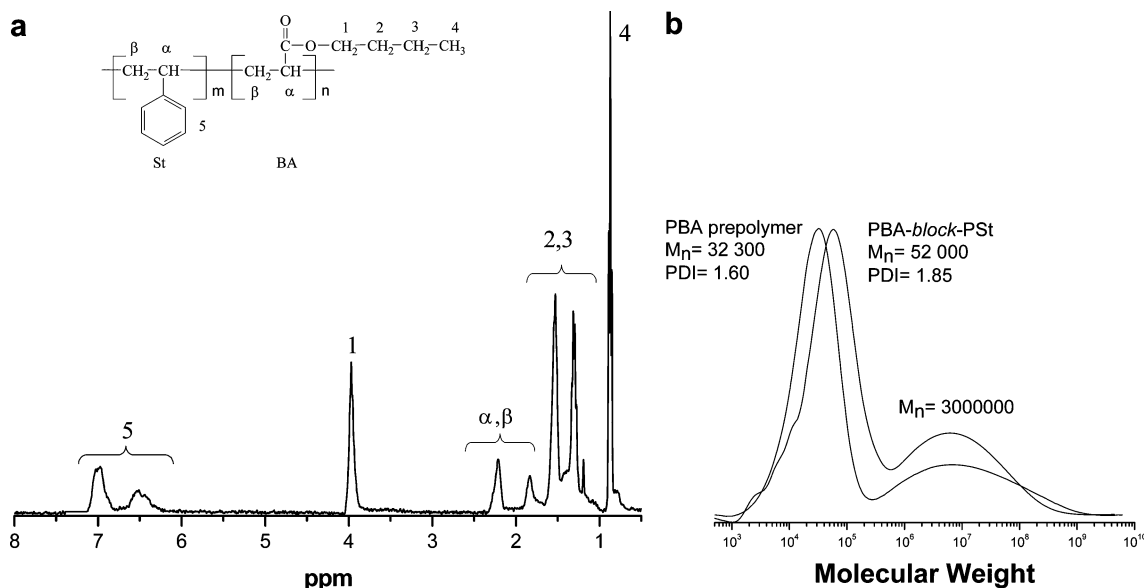 a
O
C—O—CH2—CH2—CH2—CH3
1 2 3 4
β α
CH2—CH
m
CH2—CH
n
β α
5
St
BA
4
2,3
1
α,β
5
8 7 6 5 4 3 2 1
ppm
b
PBA prepolymer
Mn= 32 300
PDI= 1.60
PBA-block-PSt
Mn= 52 000
PDI= 1.85
Mn= 3000000
10^3 10^4 10^5 10^6 10^7 10^8 10^9 10^10
Molecular Weight